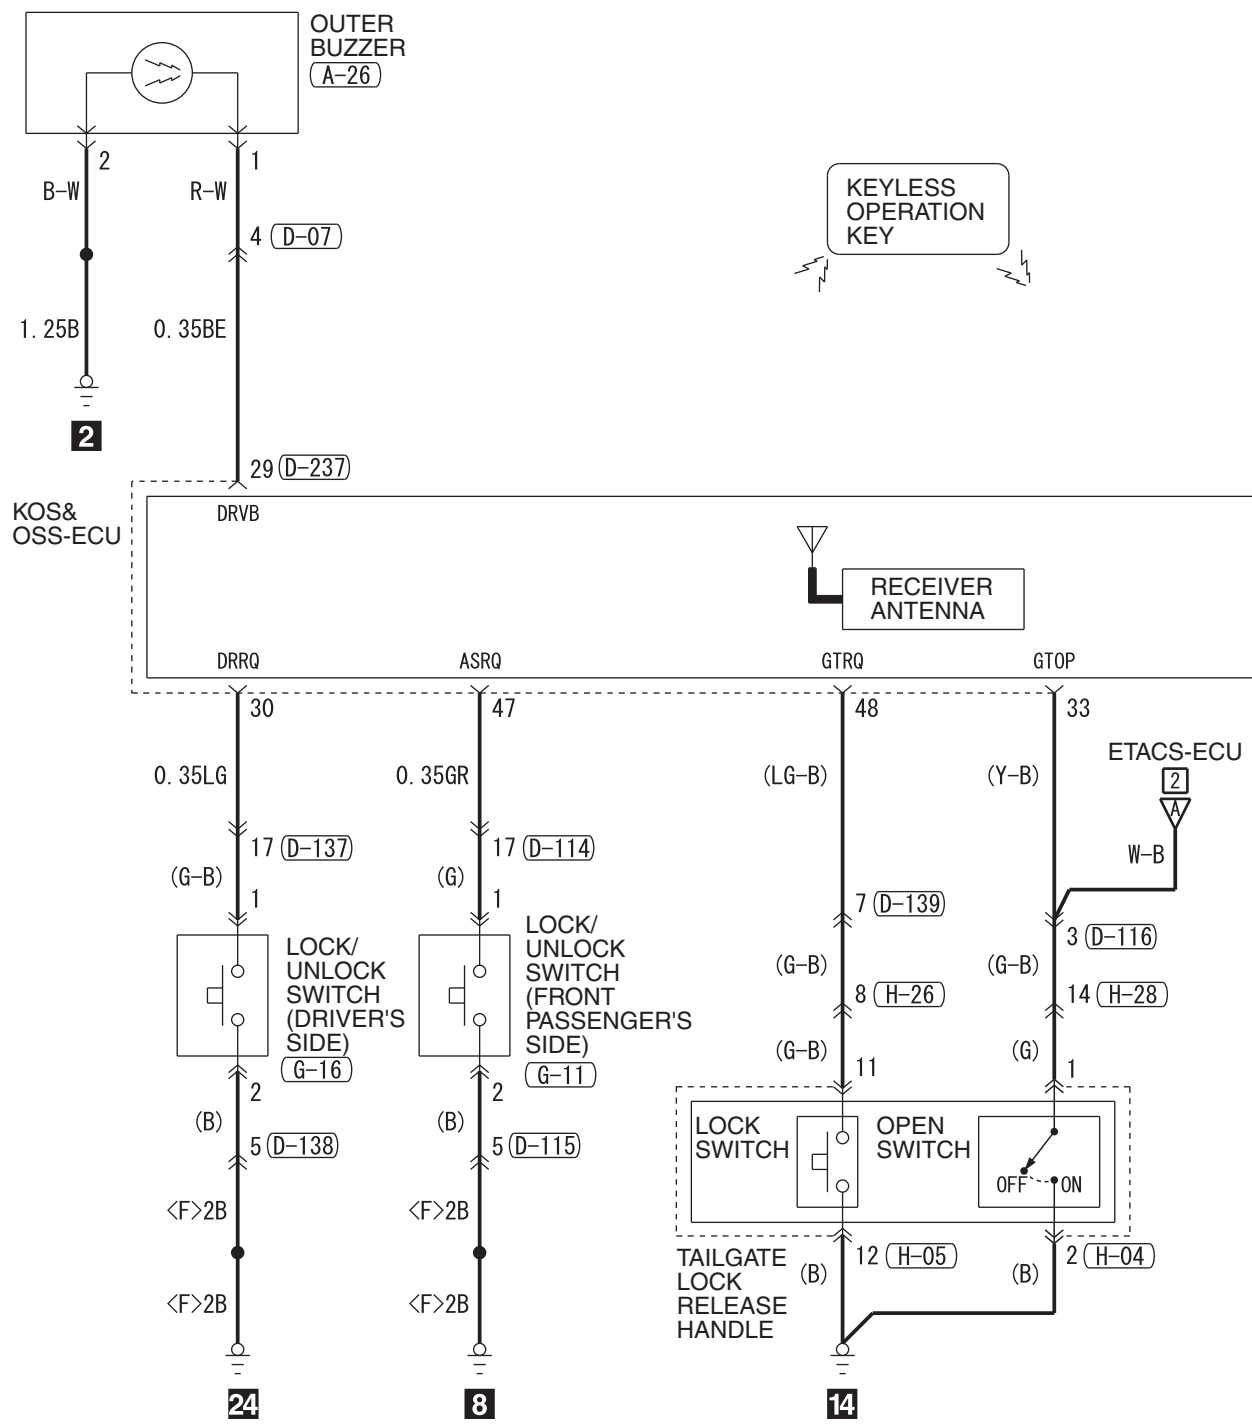 OUTER
BUZZER
A-26
2
1
B-W
R-W
4
D-07
KEYLESS
OPERATION
KEY
1.25B
0.35BE
2
29
D-237
KOS&
OSS-ECU
DRVB
RECEIVER
ANTENNA
DRRQ
ASRQ
GTRQ
GTOP
30
47
48
33
0.35LG
0.35GR
(LG-B)
(Y-B)
ETACS-ECU
2
A
W-B
17
D-137
17
D-114
(G-B)
(G)
1
1
7
D-139
3
D-116
LOCK/
UNLOCK
SWITCH
(DRIVER'S
SIDE)
G-16
LOCK/
UNLOCK
SWITCH
(FRONT
PASSENGER'S
SIDE)
G-11
(G-B)
(G-B)
8
H-26
14
H-28
(G-B)
(G)
11
1
2
2
(B)
(B)
5
D-138
5
D-115
LOCK
SWITCH
OPEN
SWITCH
OFF
ON
<F>2B
<F>2B
TAILGATE
LOCK
RELEASE
HANDLE
12
H-05
2
H-04
(B)
(B)
<F>2B
<F>2B
24
8
14